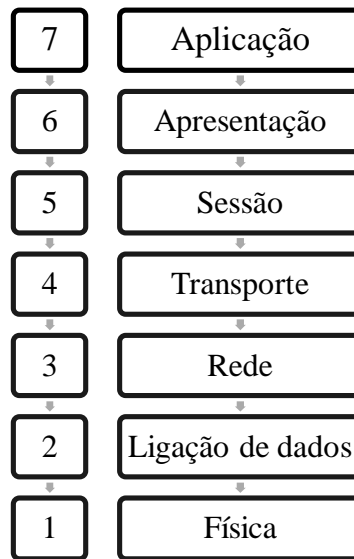 7 Aplicação
6 Apresentação
5 Sessão
4 Transporte
3 Rede
2 Ligação de dados
1 Física